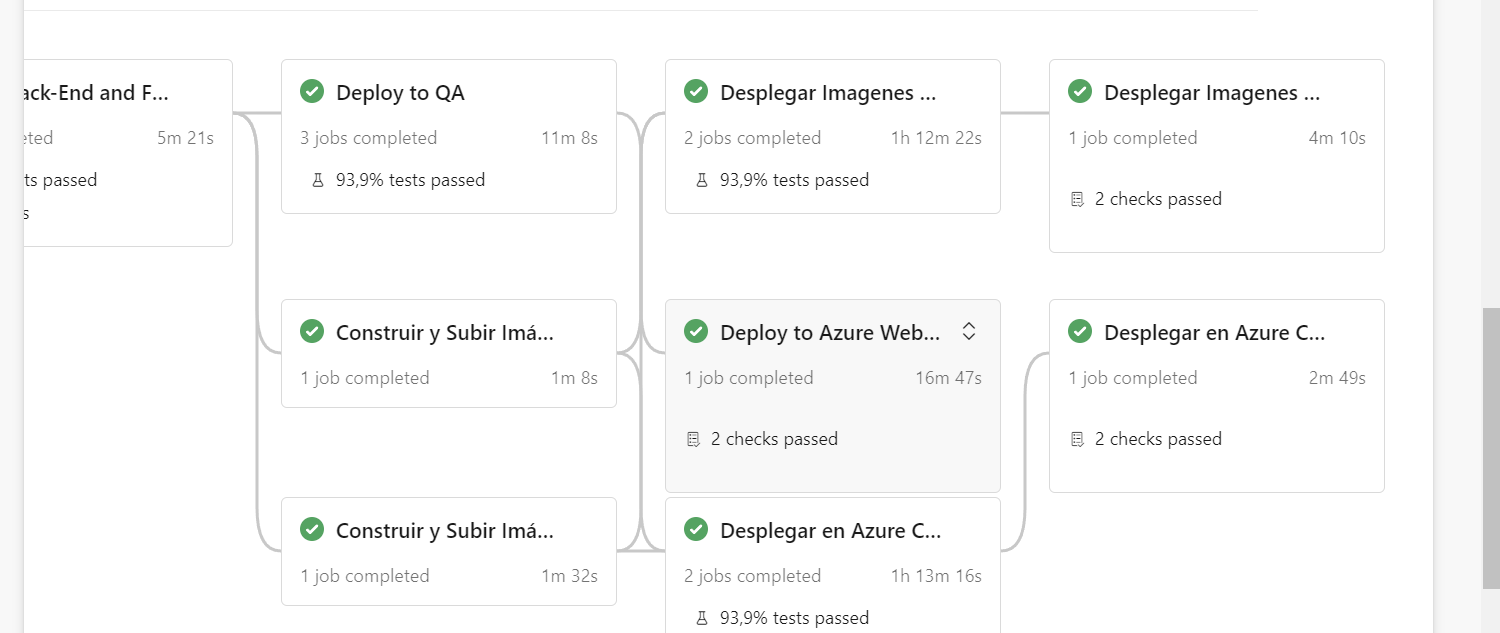 ack-End and F...
eted
5m 21s
ts passed
s
Deploy to QA
3 jobs completed
11m 8s
93,9% tests passed
Desplegar Imagenes ...
2 jobs completed
1h 12m 22s
93,9% tests passed
Desplegar Imagenes ...
1 job completed
4m 10s
2 checks passed
Construir y Subir Imá...
1 job completed
1m 8s
Deploy to Azure Web...
1 job completed
16m 47s
2 checks passed
Desplegar en Azure C...
1 job completed
2m 49s
2 checks passed
Construir y Subir Imá...
1 job completed
1m 32s
Desplegar en Azure C...
2 jobs completed
1h 13m 16s
93,9% tests passed